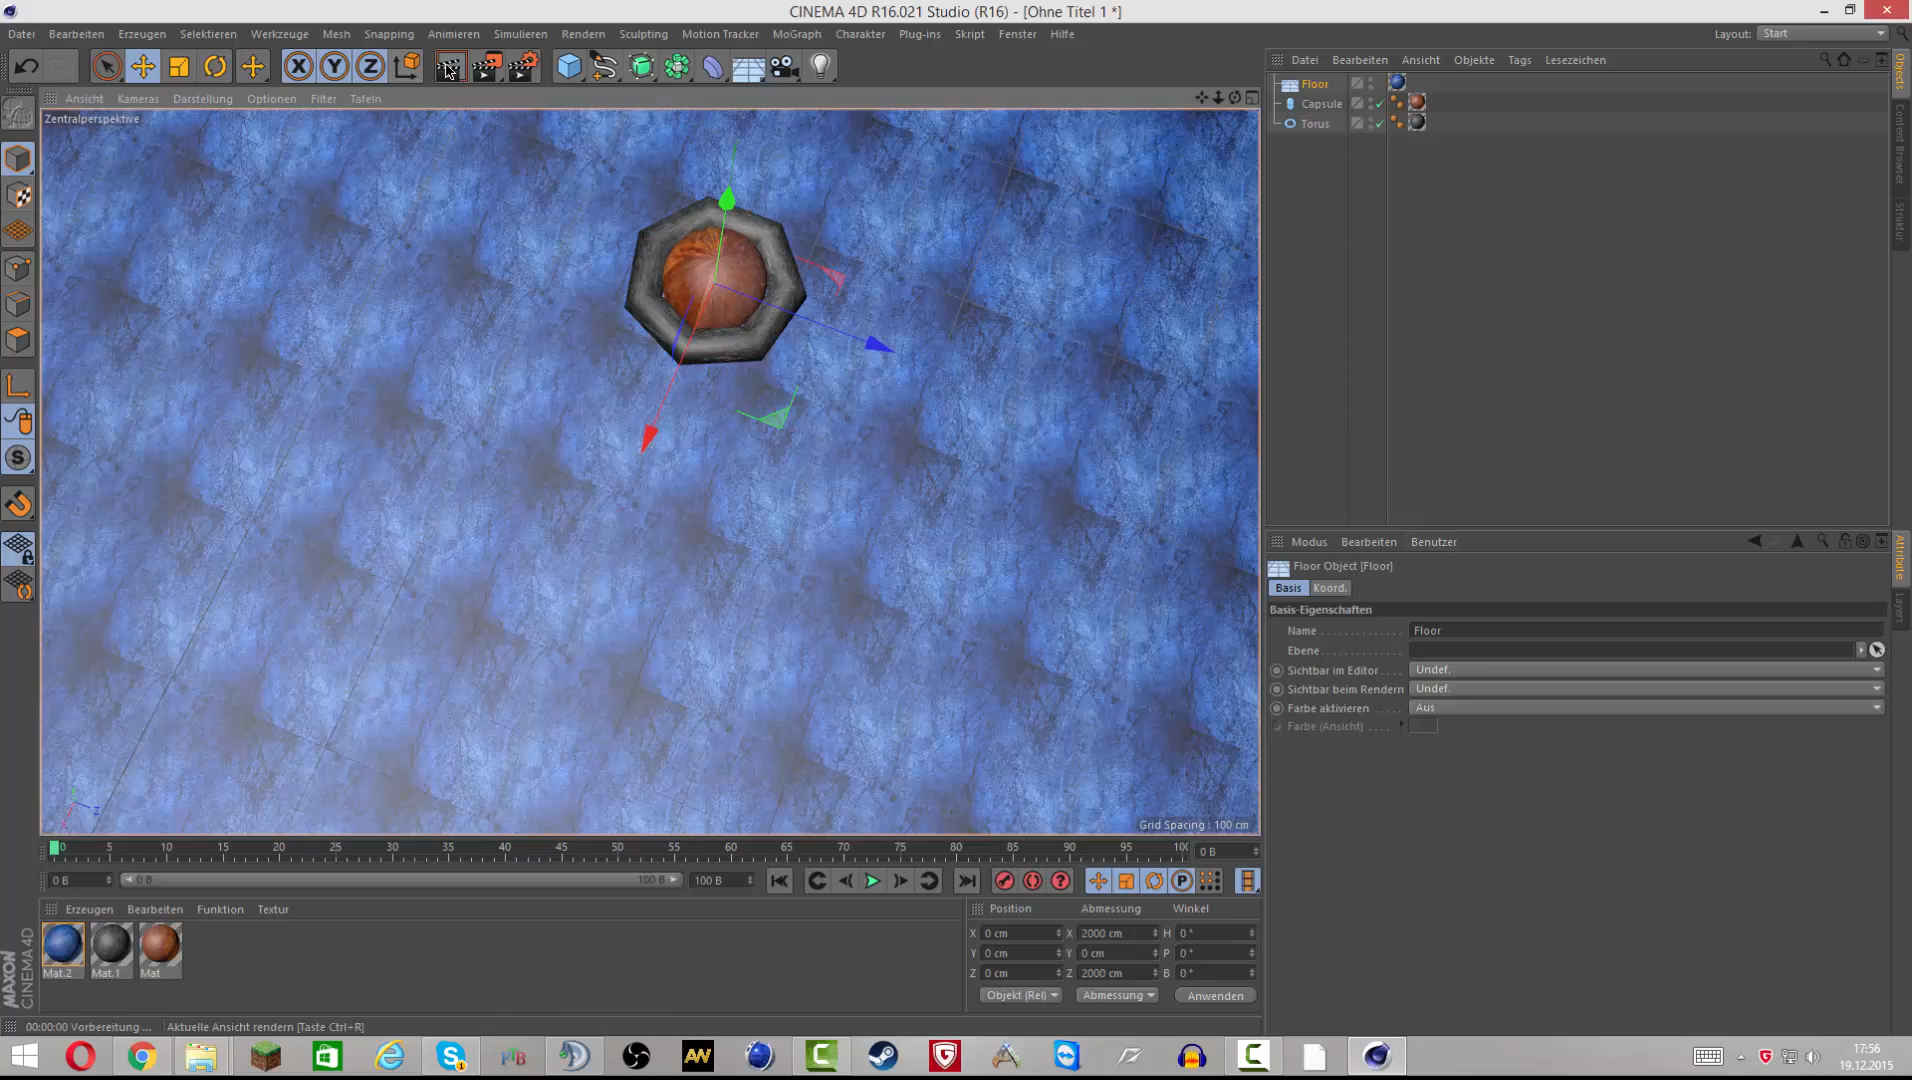 CINEMA 4D R16.021 Studio (R16) - [Ohne Titel 1 *]
Datei Bearbeiten Erzeugen Selektieren Werkzeuge Mesh Snapping Animieren Simulieren Rendern Sculpting Motion Tracker MoGraph Charakter Plug-ins Skript Fenster Hilfe Layout: Start
X Y Z
Datei Bearbeiten Ansicht Objekte Tags Lesezeichen
Floor
Capsule
Torus
Objects
Content Browser
Struktur
Ansicht Kameras Darstellung Optionen Filter Tafeln
Zentralperspektive
S
Z
Grid Spacing : 100 cm
Modus Bearbeiten Benutzer
Floor Object [Floor]
Basis Koord.
Basis-Eigenschaften
Name Floor
Ebene
Sichtbar im Editor Undef.
Sichtbar beim Rendern Undef.
Farbe aktivieren Aus
Farbe (Ansicht)
Attribute
Layers
0 5 10 15 20 25 30 35 40 45 50 55 60 65 70 75 80 85 90 95 100 0 B
0 B 0 B 100 B 100 B P
Erzeugen Bearbeiten Funktion Textur
Mat.2 Mat.1 Mat
Position Abmessung Winkel
X 0 cm X 2000 cm H 0 °
Y 0 cm Y 0 cm P 0 °
Z 0 cm Z 2000 cm B 0 °
Objekt (Rel) Abmessung Anwenden
MAXON
CINEMA 4D
00:00:00 Vorbereitung ... Aktuelle Ansicht rendern [Taste Ctrl+R]
17:56
19.12.2015